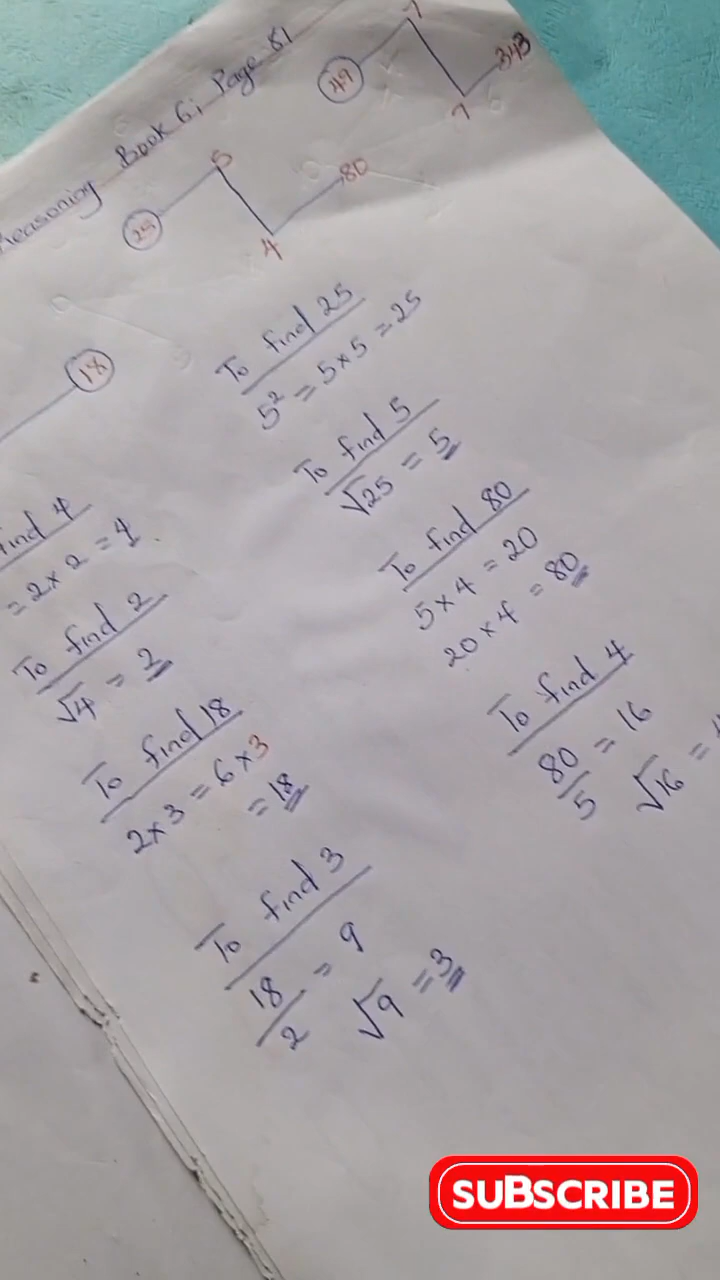 Reasoning Book 6; Page 81
49 7 7 343
25 5 4 80
18
To find 25
5² = 5 × 5 = 25
To find 5
√25 = 5
To find 80
5 × 4 = 20
20 × 4 = 80
To find 4
80/5 = 16
√16 =
find 4
= 2 × 2 = 4
To find 2
√4 = 2
To find 18
2 × 3 = 6 × 3
= 18
To find 3
18/2 = 9
√9 = 3
SUBSCRIBE